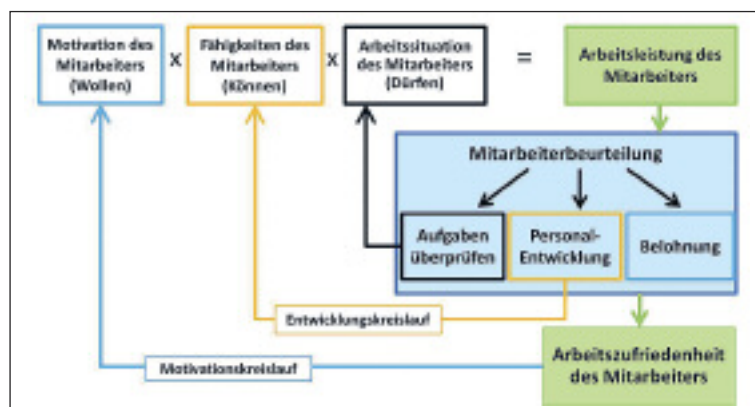 Motivation des
Mitarbeiters
(Wollen)
x
Fähigkeiten des
Mitarbeiters
(Können)
x
Arbeitssituation
des Mitarbeiters
(Dürfen)
=
Arbeitsleistung des
Mitarbeiters
Mitarbeiterbeurteilung
Aufgaben
überprüfen
Personal-
Entwicklung
Belohnung
Entwicklungskreislauf
Motivationskreislauf
Arbeitszufriedenheit
des Mitarbeiters